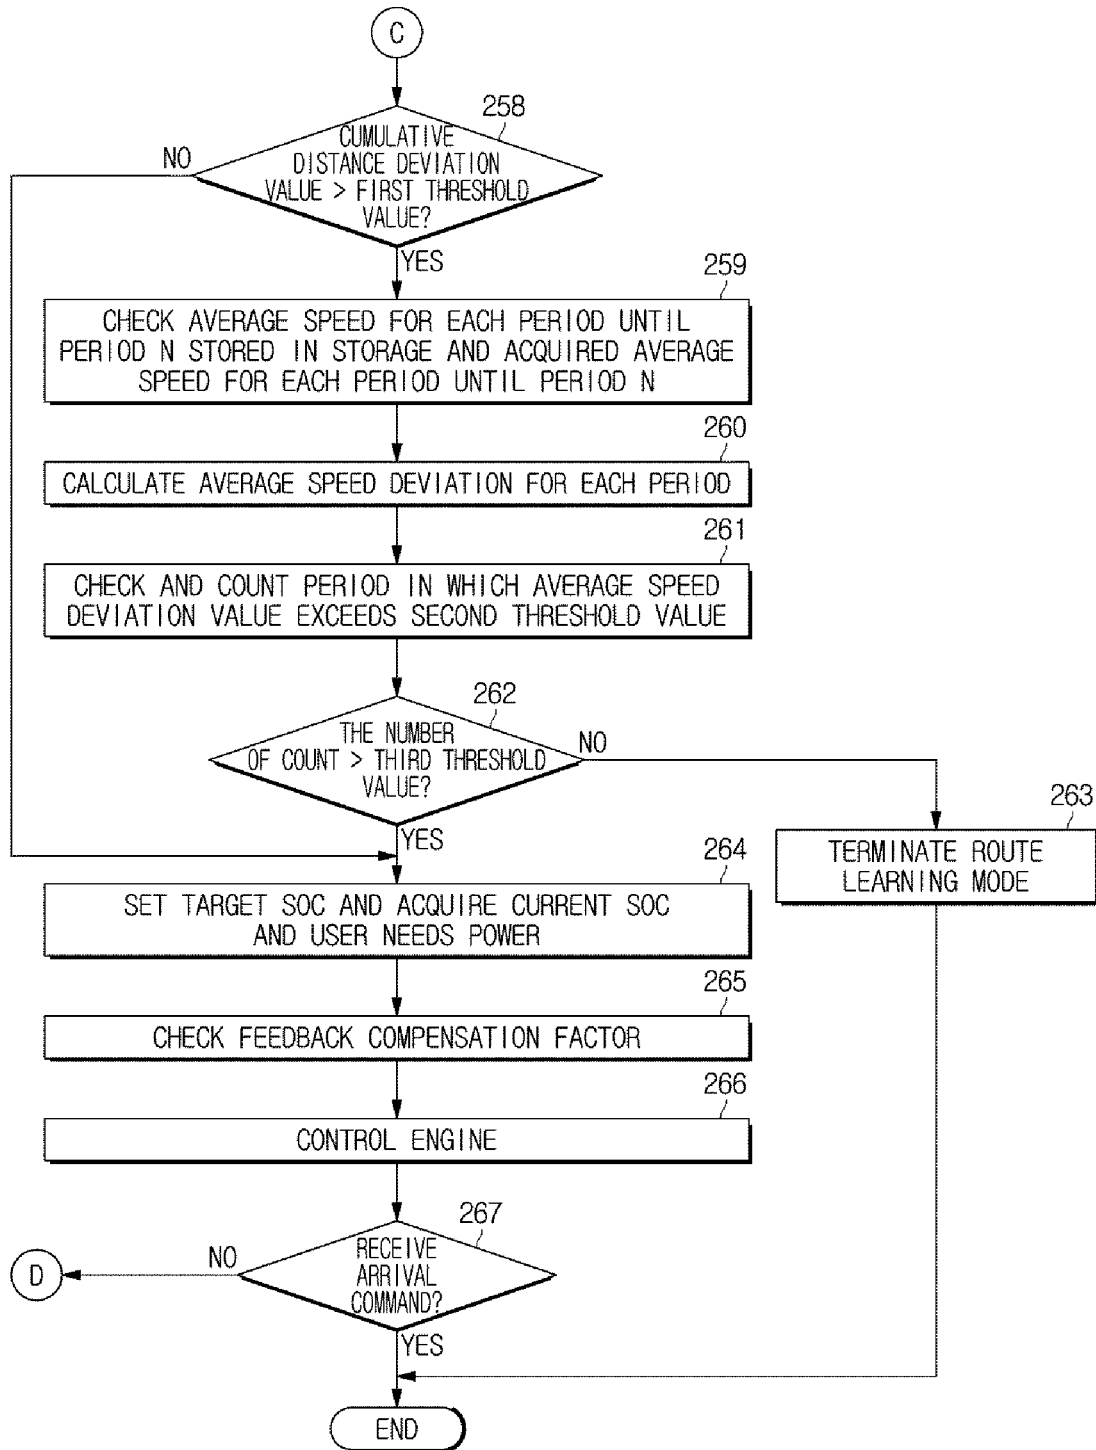 C
258
CUMULATIVE
DISTANCE DEVIATION
VALUE > FIRST THRESHOLD
VALUE?
NO
YES
259
CHECK AVERAGE SPEED FOR EACH PERIOD UNTIL
PERIOD N STORED IN STORAGE AND ACQUIRED AVERAGE
SPEED FOR EACH PERIOD UNTIL PERIOD N
260
CALCULATE AVERAGE SPEED DEVIATION FOR EACH PERIOD
261
CHECK AND COUNT PERIOD IN WHICH AVERAGE SPEED
DEVIATION VALUE EXCEEDS SECOND THRESHOLD VALUE
262
THE NUMBER
OF COUNT > THIRD THRESHOLD
VALUE?
NO
YES
263
TERMINATE ROUTE
LEARNING MODE
264
SET TARGET SOC AND ACQUIRE CURRENT SOC
AND USER NEEDS POWER
265
CHECK FEEDBACK COMPENSATION FACTOR
266
CONTROL ENGINE
267
RECEIVE
ARRIVAL
COMMAND?
NO
D
YES
END